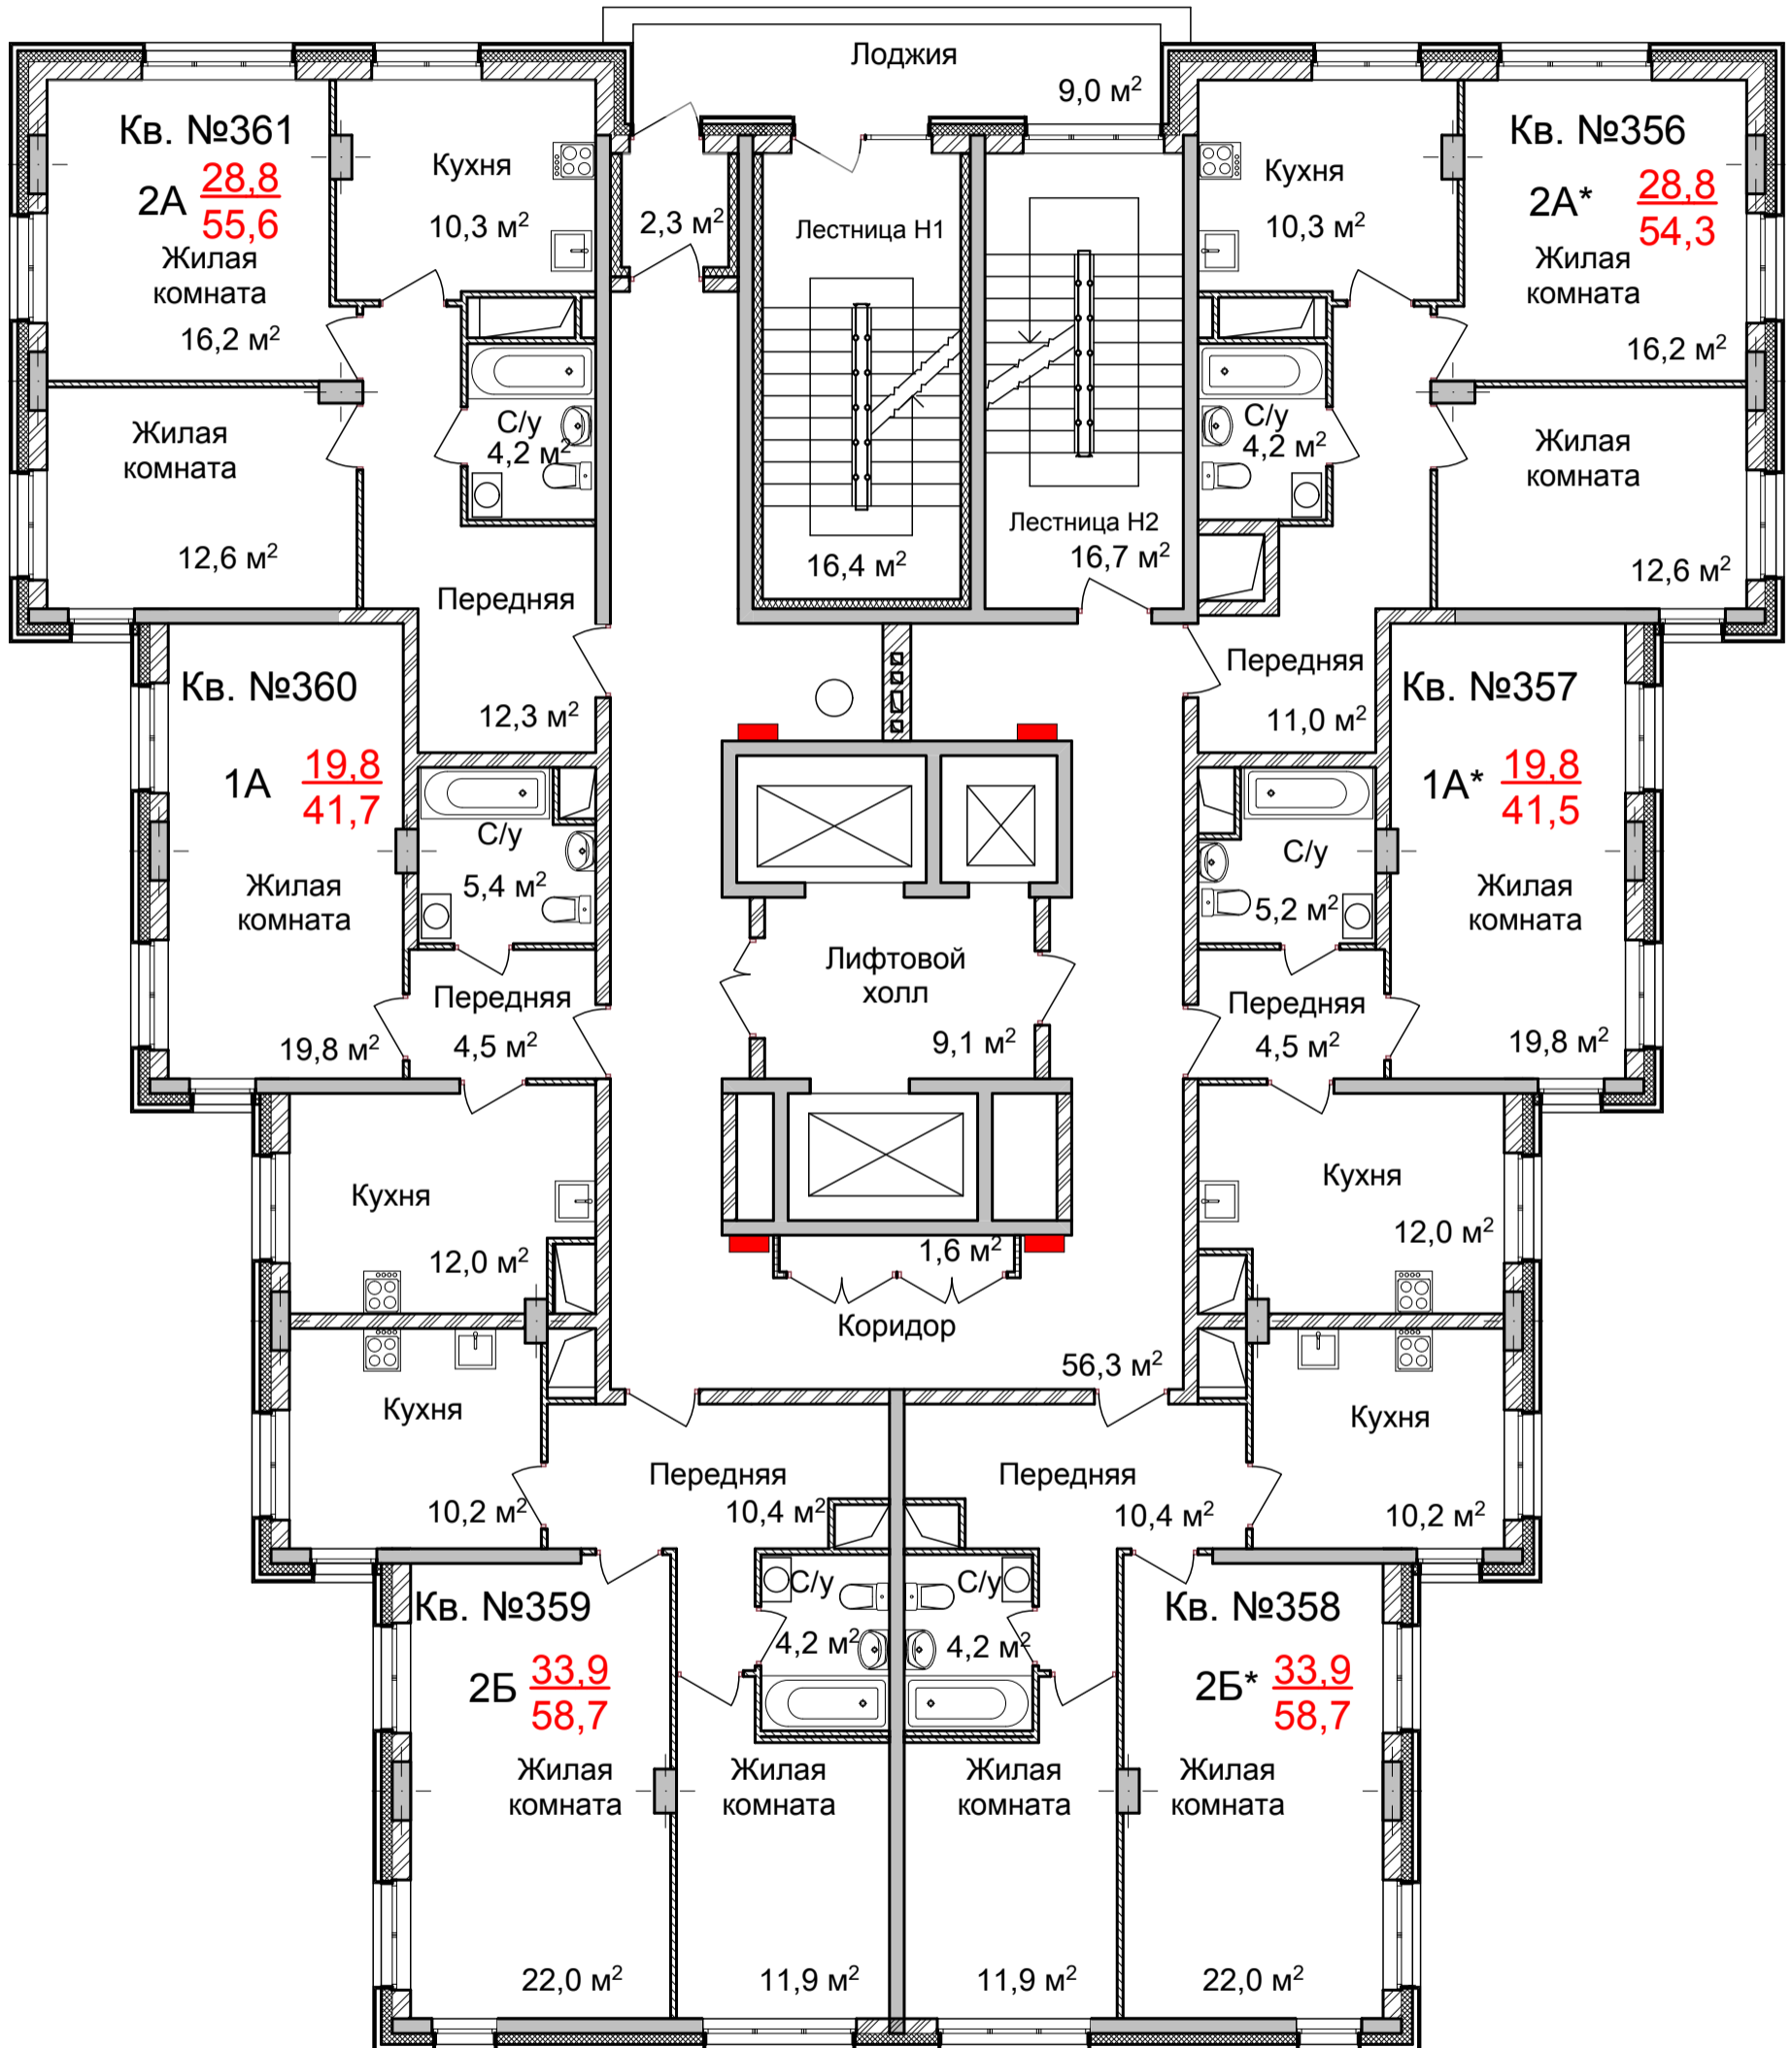 Лоджия
9,0 м²
Кв. №361
2А 28,8
55,6
Жилая
комната
16,2 м²
Кухня
10,3 м²
2,3 м²
Лестница Н1
16,4 м²
Лестница Н2
16,7 м²
Кухня
10,3 м²
Кв. №356
2А* 28,8
54,3
Жилая
комната
16,2 м²
Жилая
комната
12,6 м²
С/у
4,2 м²
Передняя
12,3 м²
С/у
4,2 м²
Жилая
комната
12,6 м²
Передняя
11,0 м²
Кв. №360
1А 19,8
41,7
Жилая
комната
19,8 м²
С/у
5,4 м²
Передняя
4,5 м²
Лифтовой
холл
9,1 м²
С/у
5,2 м²
Передняя
4,5 м²
Кв. №357
1А* 19,8
41,5
Жилая
комната
19,8 м²
Кухня
12,0 м²
1,6 м²
Коридор
56,3 м²
Кухня
12,0 м²
Кухня
10,2 м²
Передняя
10,4 м²
Передняя
10,4 м²
Кухня
10,2 м²
Кв. №359
2Б 33,9
58,7
Жилая
комната
22,0 м²
С/у
4,2 м²
Жилая
комната
11,9 м²
С/у
4,2 м²
Жилая
комната
11,9 м²
Кв. №358
2Б* 33,9
58,7
Жилая
комната
22,0 м²